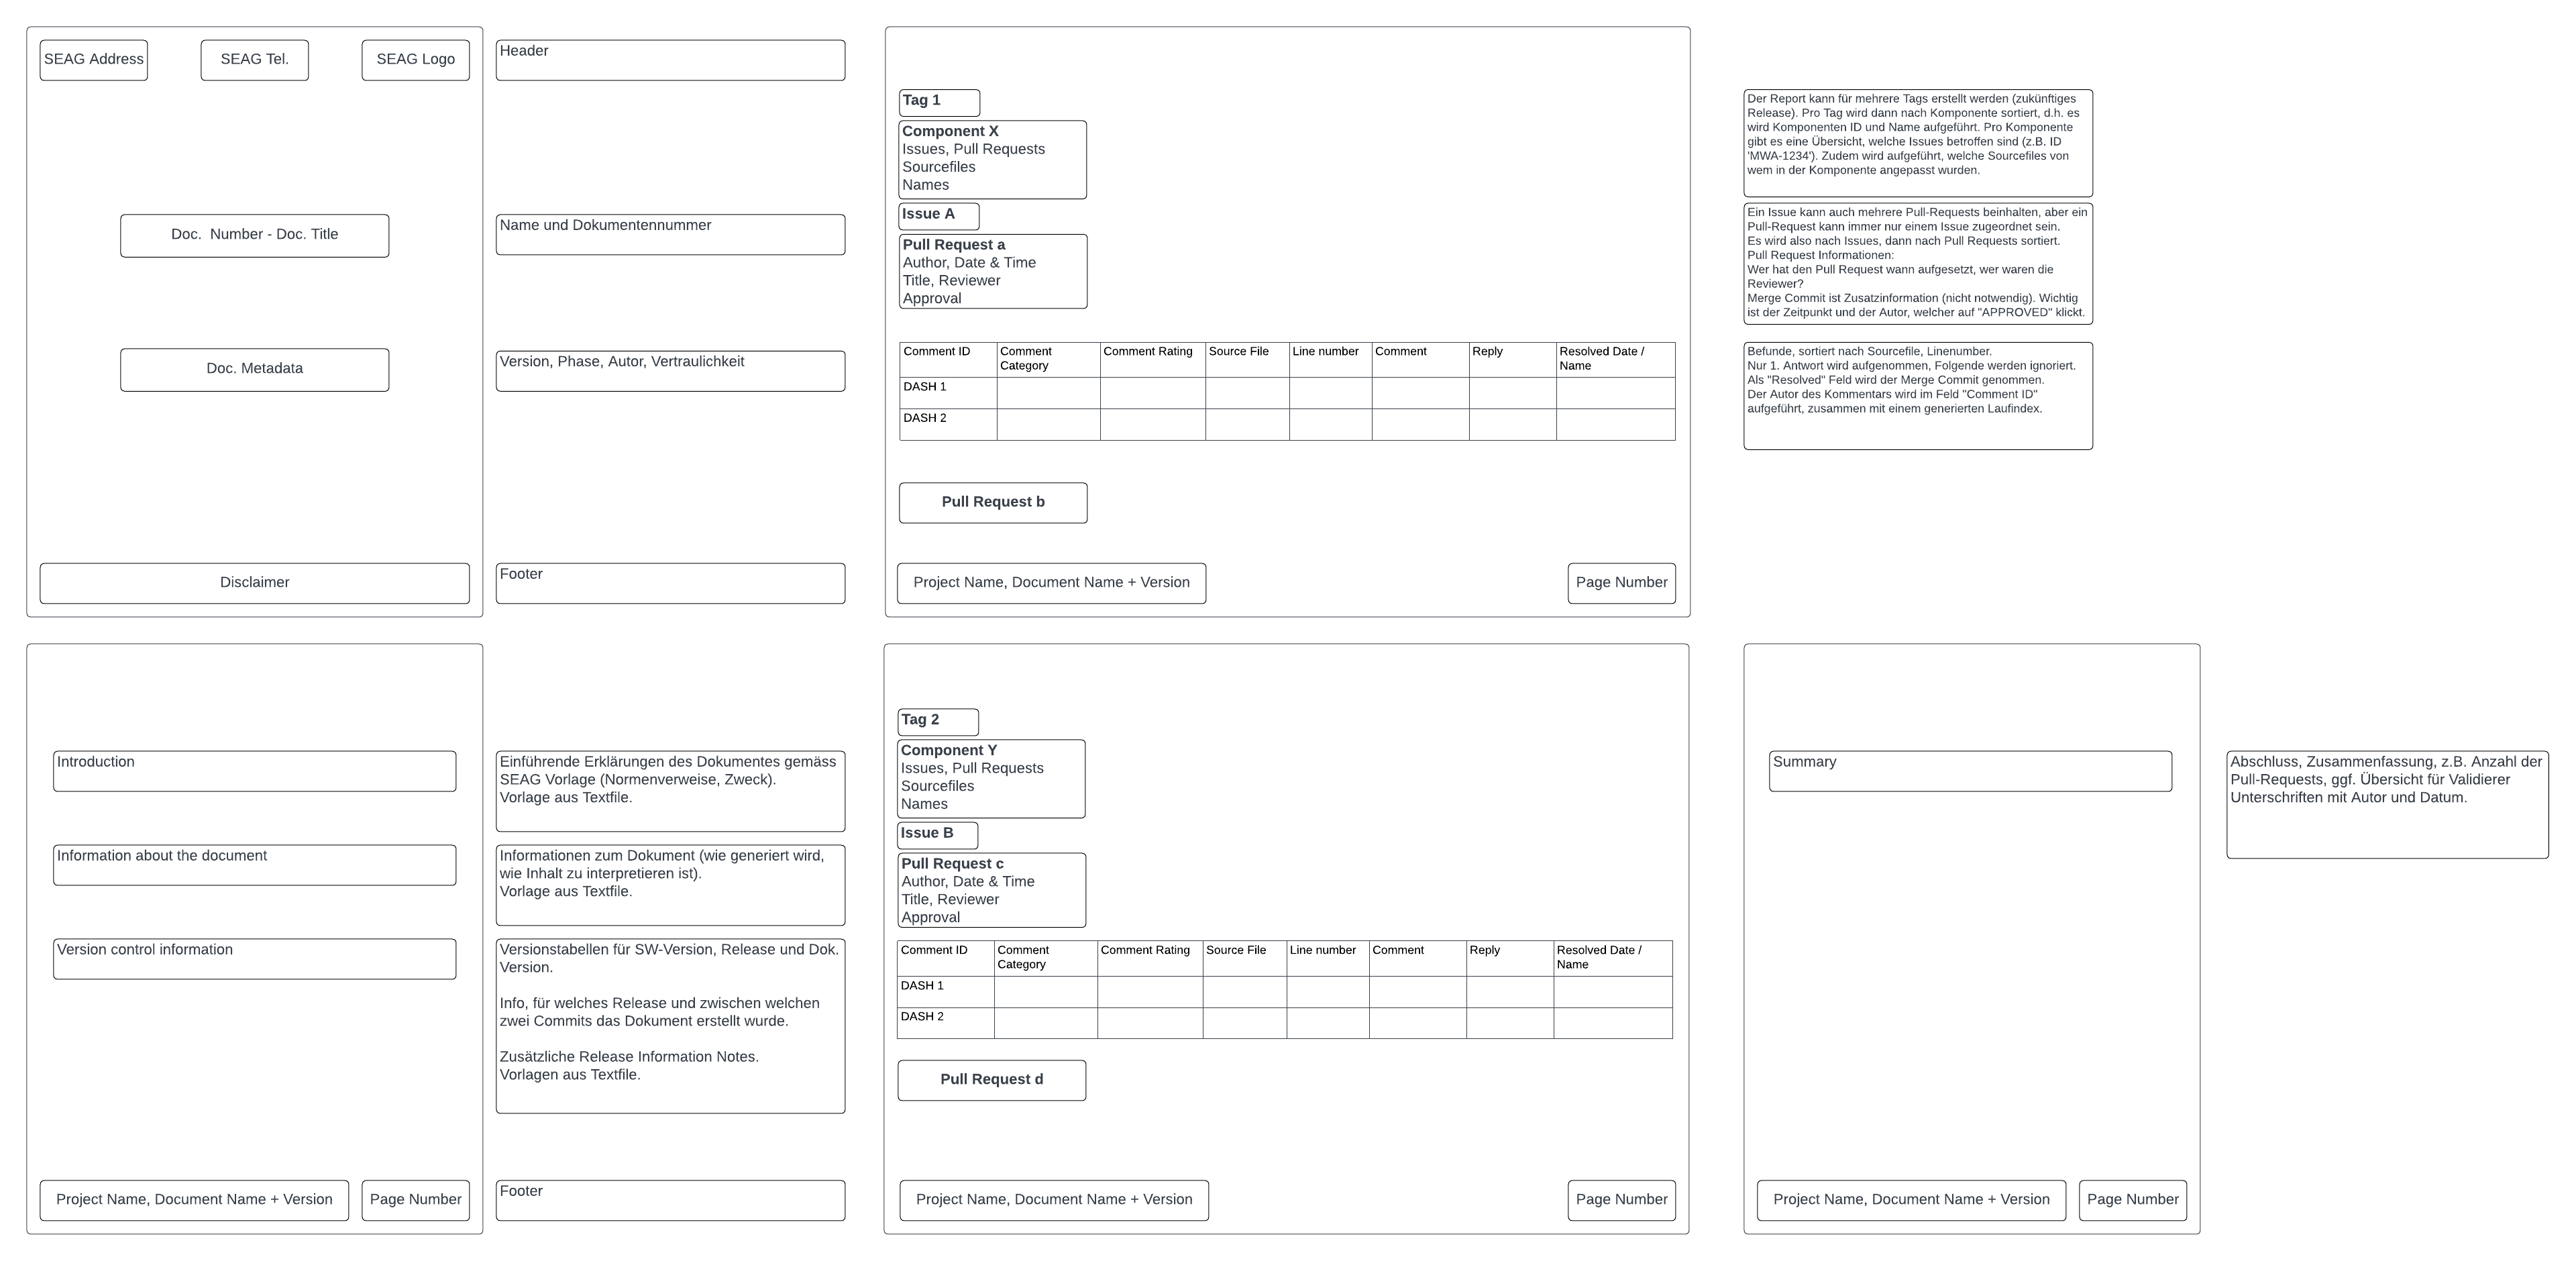 SEAG Address
SEAG Tel.
SEAG Logo
Header
Doc.  Number - Doc. Title
Name und Dokumentennummer
Doc. Metadata
Version, Phase, Autor, Vertraulichkeit
Disclaimer
Footer
Tag 1
Component X
Issues, Pull Requests
Sourcefiles
Names
Issue A
Pull Request a
Author, Date & Time
Title, Reviewer
Approval
Comment ID
Comment
Category
Comment Rating
Source File
Line number
Comment
Reply
Resolved Date /
Name
DASH 1
DASH 2
Pull Request b
Project Name, Document Name + Version
Page Number
Der Report kann für mehrere Tags erstellt werden (zukünftiges
Release). Pro Tag wird dann nach Komponente sortiert, d.h. es
wird Komponenten ID und Name aufgeführt. Pro Komponente
gibt es eine Übersicht, welche Issues betroffen sind (z.B. ID
'MWA-1234'). Zudem wird aufgeführt, welche Sourcefiles von
wem in der Komponente angepasst wurden.
Ein Issue kann auch mehrere Pull-Requests beinhalten, aber ein
Pull-Request kann immer nur einem Issue zugeordnet sein.
Es wird also nach Issues, dann nach Pull Requests sortiert.
Pull Request Informationen:
Wer hat den Pull Request wann aufgesetzt, wer waren die
Reviewer?
Merge Commit ist Zusatzinformation (nicht notwendig). Wichtig
ist der Zeitpunkt und der Autor, welcher auf "APPROVED" klickt.
Befunde, sortiert nach Sourcefile, Linenumber.
Nur 1. Antwort wird aufgenommen, Folgende werden ignoriert.
Als "Resolved" Feld wird der Merge Commit genommen.
Der Autor des Kommentars wird im Feld "Comment ID"
aufgeführt, zusammen mit einem generierten Laufindex.
Introduction
Einführende Erklärungen des Dokumentes gemäss
SEAG Vorlage (Normenverweise, Zweck).
Vorlage aus Textfile.
Information about the document
Informationen zum Dokument (wie generiert wird,
wie Inhalt zu interpretieren ist).
Vorlage aus Textfile.
Version control information
Versionstabellen für SW-Version, Release und Dok.
Version.
Info, für welches Release und zwischen welchen
zwei Commits das Dokument erstellt wurde.
Zusätzliche Release Information Notes.
Vorlagen aus Textfile.
Project Name, Document Name + Version
Page Number
Footer
Tag 2
Component Y
Issues, Pull Requests
Sourcefiles
Names
Issue B
Pull Request c
Author, Date & Time
Title, Reviewer
Approval
Comment ID
Comment
Category
Comment Rating
Source File
Line number
Comment
Reply
Resolved Date /
Name
DASH 1
DASH 2
Pull Request d
Project Name, Document Name + Version
Page Number
Summary
Abschluss, Zusammenfassung, z.B. Anzahl der
Pull-Requests, ggf. Übersicht für Validierer
Unterschriften mit Autor und Datum.
Project Name, Document Name + Version
Page Number